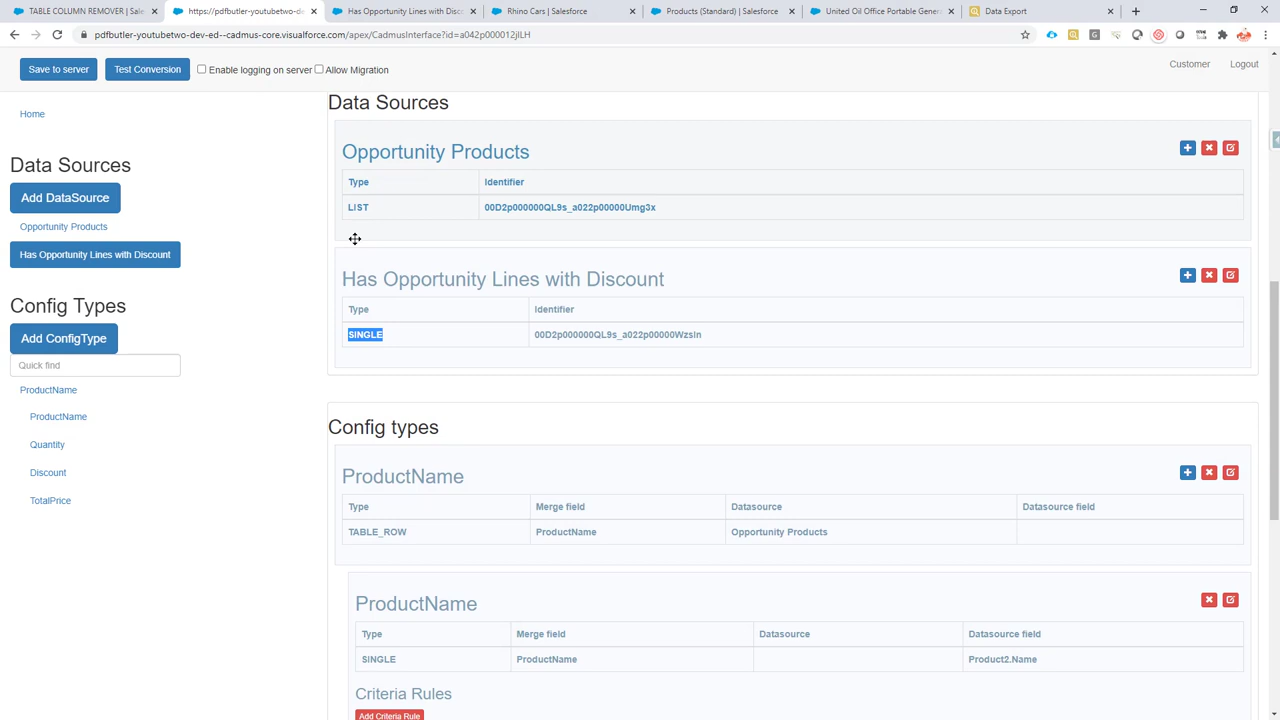 TABLE COLUMN REMOVER | Sale
https://pdfbutler-youtubetwo-de
Has Opportunity Lines with Disc
Rhino Cars | Salesforce
Products (Standard) | Salesforce
United Oil Office Portable Gener
Data Export
pdfbutler-youtubetwo-dev-ed--cadmus-core.visualforce.com/apex/CadmusInterface?id=a042p000012jILH
Save to server
Test Conversion
Enable logging on server
Allow Migration
Customer
Logout
Home
Data Sources
Add DataSource
Opportunity Products
Has Opportunity Lines with Discount
Config Types
Add ConfigType
Quick find
ProductName
ProductName
Quantity
Discount
TotalPrice
Data Sources
Opportunity Products
Type Identifier
LIST 00D2p000000QL9s_a022p00000Umg3x
Has Opportunity Lines with Discount
Type Identifier
SINGLE 00D2p000000QL9s_a022p00000WzsIn
Config types
ProductName
Type Merge field Datasource Datasource field
TABLE_ROW ProductName Opportunity Products
ProductName
Type Merge field Datasource Datasource field
SINGLE ProductName Product2.Name
Criteria Rules
Add Criteria Rule